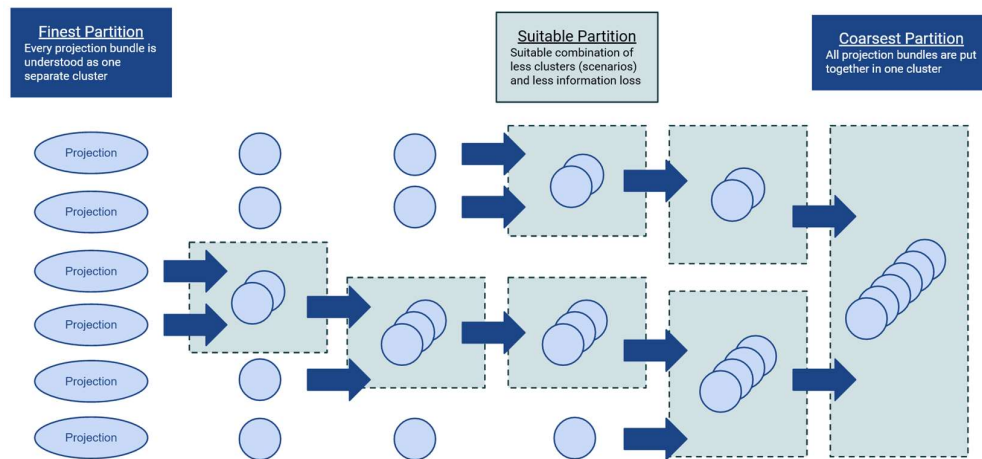 Finest Partition
Every projection bundle is
understood as one
separate cluster
Suitable Partition
Suitable combination of
less clusters (scenarios)
and less information loss
Coarsest Partition
All projection bundles are put
together in one cluster
Projection
Projection
Projection
Projection
Projection
Projection